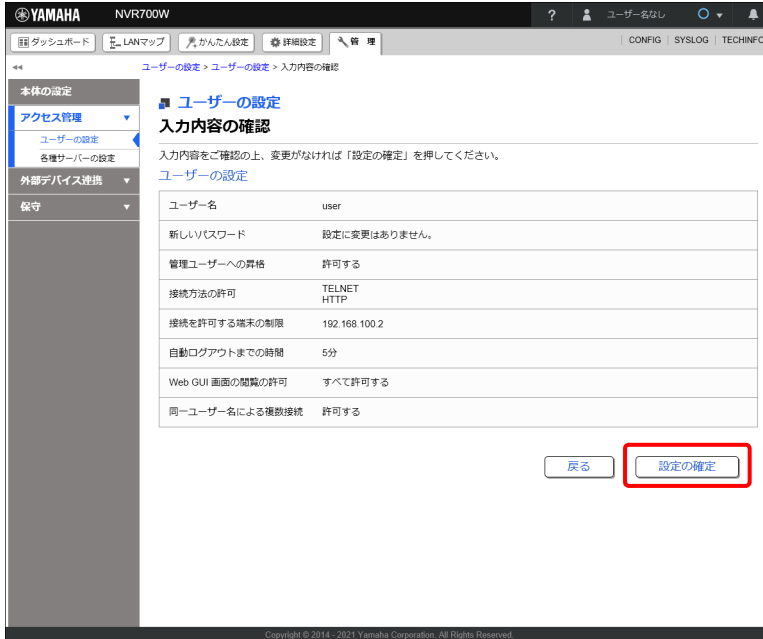 YAMAHA NVR700W ? ユーザー名なし
ダッシュボード LANマップ かんたん設定 詳細設定 管 理 CONFIG SYSLOG TECHINFO
ユーザーの設定 > ユーザーの設定 > 入力内容の確認
本体の設定
アクセス管理
ユーザーの設定
各種サーバーの設定
外部デバイス連携
保守
ユーザーの設定
入力内容の確認
入力内容をご確認の上、変更がなければ「設定の確定」を押してください。
ユーザーの設定
ユーザー名 user
新しいパスワード 設定に変更はありません。
管理ユーザーへの昇格 許可する
接続方法の許可 TELNET
HTTP
接続を許可する端末の制限 192.168.100.2
自動ログアウトまでの時間 5分
Web GUI 画面の閲覧の許可 すべて許可する
同一ユーザー名による複数接続 許可する
戻る 設定の確定
Copyright © 2014 - 2021 Yamaha Corporation. All Rights Reserved.